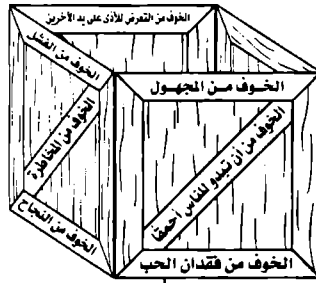 الخوف من التعرض للأذى على يد الآخرين
الخوف من الفشل
الخوف من المجهول
الخوف من المخاطرة
الخوف من أن تبدو للناس أحمقا
الخوف من النجاح
الخوف من فقدان الحب